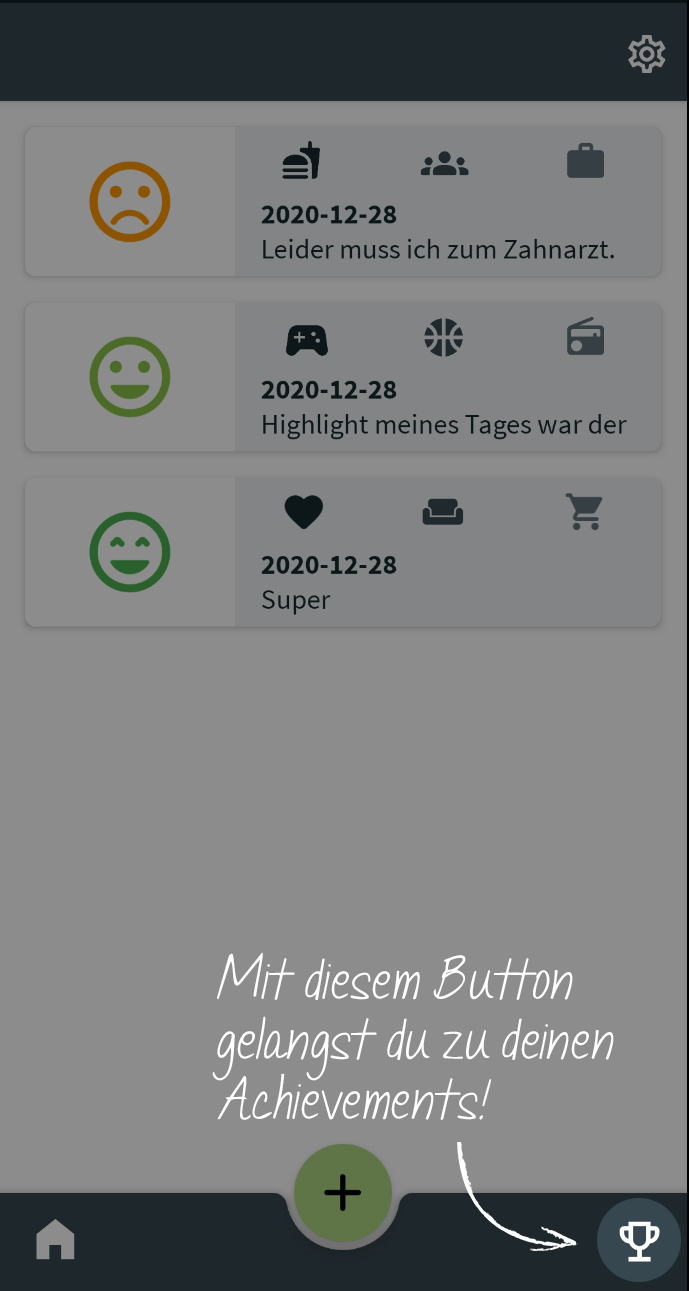 2020-12-28
Leider muss ich zum Zahnarzt.
2020-12-28
Highlight meines Tages war der
2020-12-28
Super
Mit diesem Button
gelangst du zu deinen
Achievements!